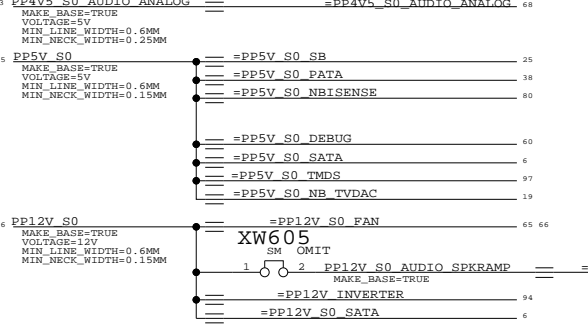 3 PP4V5_S0_AUDIO_ANALOG =PP4V5_S0_AUDIO_ANALOG 68
MAKE_BASE=TRUE
VOLTAGE=5V
MIN_LINE_WIDTH=0.6MM
MIN_NECK_WIDTH=0.25MM
5 PP5V_S0 =PP5V_S0_SB 25
MAKE_BASE=TRUE
VOLTAGE=5V
MIN_LINE_WIDTH=0.6MM
MIN_NECK_WIDTH=0.15MM
=PP5V_S0_PATA 38
=PP5V_S0_NBISENSE 80
=PP5V_S0_DEBUG 60
=PP5V_S0_SATA 6
=PP5V_S0_TMDS 97
=PP5V_S0_NB_TVDAC 19
6 PP12V_S0 =PP12V_S0_FAN 65 66
MAKE_BASE=TRUE
VOLTAGE=12V
MIN_LINE_WIDTH=0.6MM
MIN_NECK_WIDTH=0.15MM
XW605
SM OMIT
1 2 PP12V_S0_AUDIO_SPKRAMP =
MAKE_BASE=TRUE
=PP12V_INVERTER 94
=PP12V_S0_SATA 6